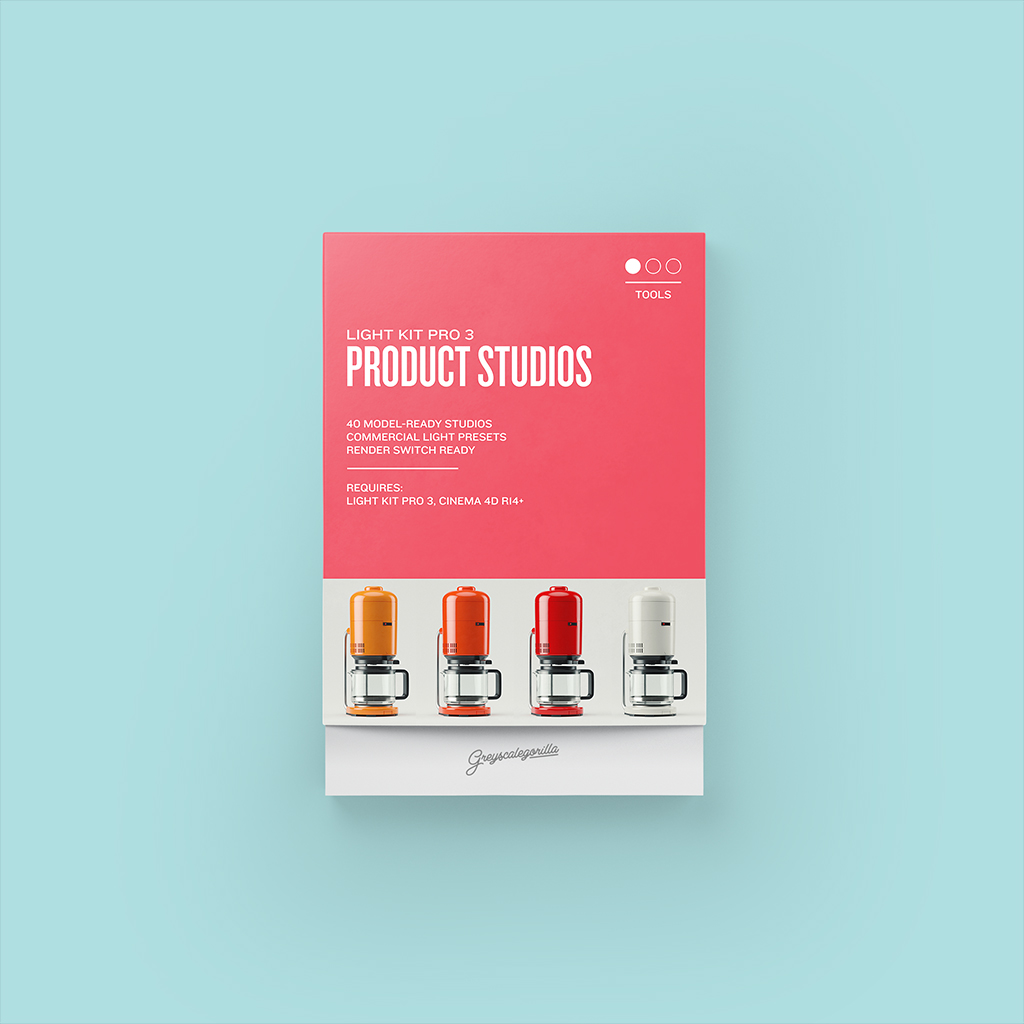 TOOLS
LIGHT KIT PRO 3
PRODUCT STUDIOS
40 MODEL-READY STUDIOS
COMMERCIAL LIGHT PRESETS
RENDER SWITCH READY
REQUIRES:
LIGHT KIT PRO 3, CINEMA 4D R14+
Greyscalegorilla